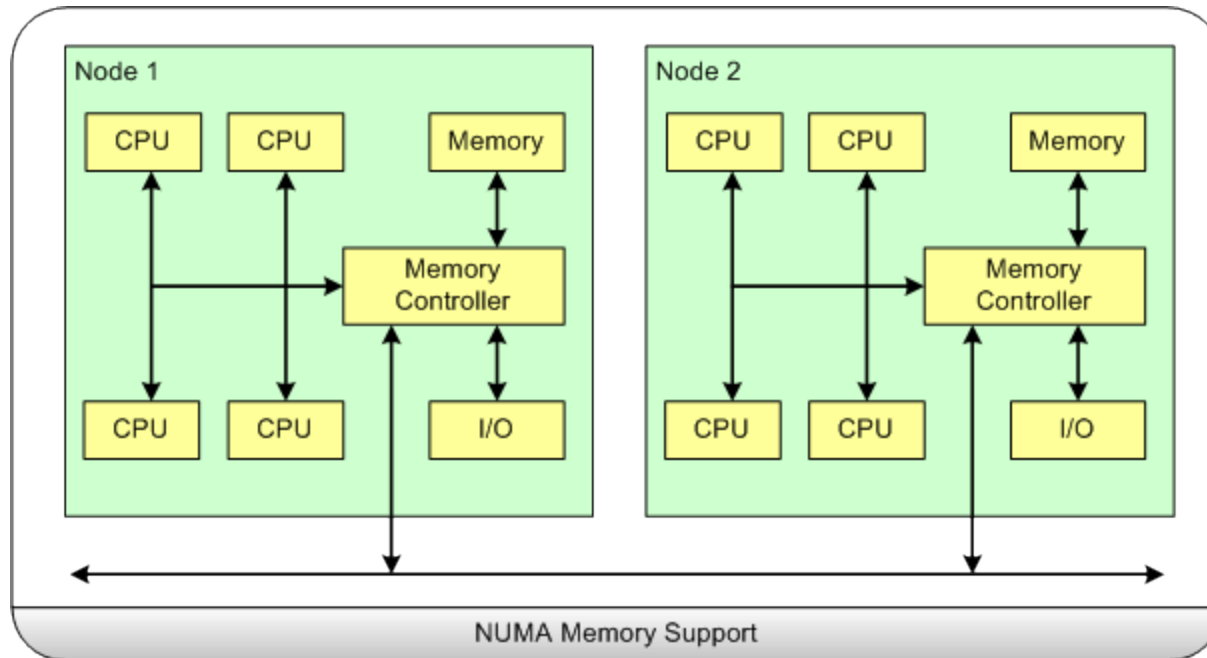 Node 1
CPU
CPU
Memory
Memory
Controller
CPU
CPU
I/O
Node 2
CPU
CPU
Memory
Memory
Controller
CPU
CPU
I/O
NUMA Memory Support